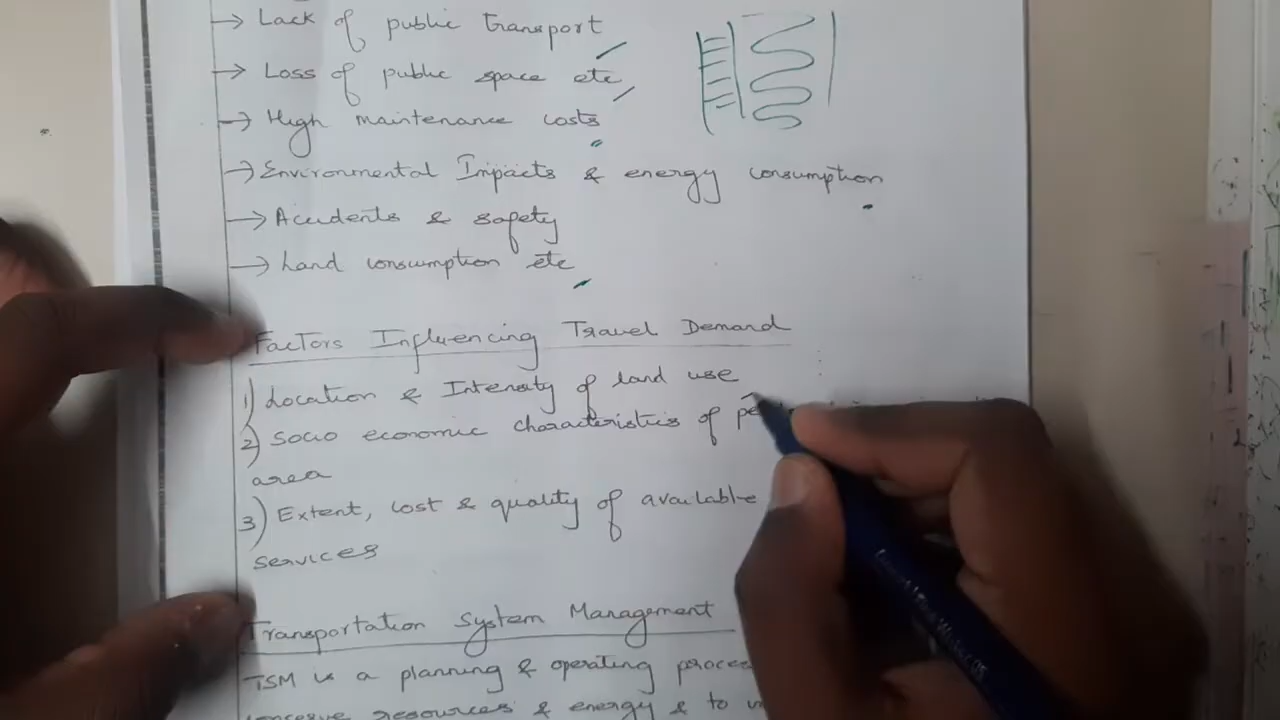 → Lack of public transport
→ Loss of public space etc
→ High maintenance costs
→ Environmental Impacts & energy consumption
→ Accidents & safety
→ Land consumption etc
Factors Influencing Travel Demand
1) Location & Intensity of land use
2) Socio economic characteristics of
area
3) Extent, cost & quality of available
services
Transportation System Management
TSM is a planning & operating
conserve resources & energy & to